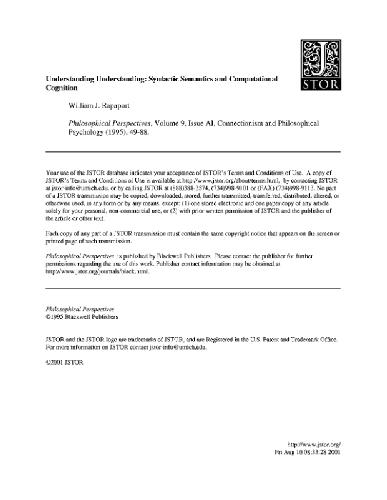 JSTOR
Understanding Understanding: Syntactic Semantics and Computational
Cognition
William J. Rapaport
Philosophical Perspectives, Volume 9, Issue AI, Connectionism and Philosophical
Psychology (1995), 49-88.
Your use of the JSTOR database indicates your acceptance of JSTOR's Terms and Conditions of Use. A copy of
JSTOR's Terms and Conditions of Use is available at http://www.jstor.org/about/terms.html, by contacting JSTOR
at jstor-info@umich.edu, or by calling JSTOR at (888)388-3574, (734)998-9101 or (FAX) (734)998-9113. No part
of a JSTOR transmission may be copied, downloaded, stored, further transmitted, transferred, distributed, altered, or
otherwise used, in any form or by any means, except: (1) one stored electronic and one paper copy of any article
solely for your personal, non-commercial use, or (2) with prior written permission of JSTOR and the publisher of
the article or other text.
Each copy of any part of a JSTOR transmission must contain the same copyright notice that appears on the screen or
printed page of such transmission.
Philosophical Perspectives is published by Blackwell Publishers. Please contact the publisher for further
permissions regarding the use of this work. Publisher contact information may be obtained at
http://www.jstor.org/journals/black.html.
Philosophical Perspectives
©1995 Blackwell Publishers
JSTOR and the JSTOR logo are trademarks of JSTOR, and are Registered in the U.S. Patent and Trademark Office.
For more information on JSTOR contact jstor-info@umich.edu.
©2001 JSTOR
http://www.jstor.org/
Fri Aug 10 2001